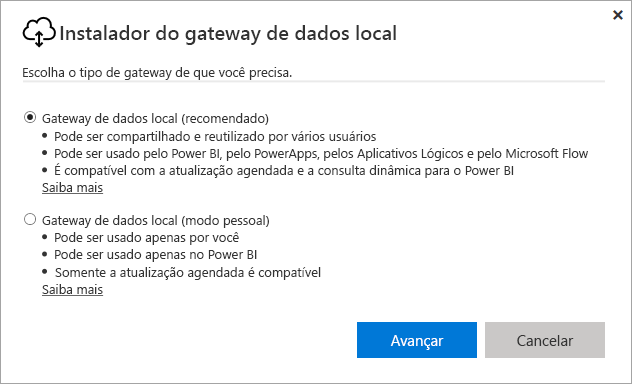 Instalador do gateway de dados local
Escolha o tipo de gateway de que você precisa.
Gateway de dados local (recomendado)
• Pode ser compartilhado e reutilizado por vários usuários
• Pode ser usado pelo Power BI, pelo PowerApps, pelos Aplicativos Lógicos e pelo Microsoft Flow
• É compatível com a atualização agendada e a consulta dinâmica para o Power BI
Saiba mais
Gateway de dados local (modo pessoal)
• Pode ser usado apenas por você
• Pode ser usado apenas no Power BI
• Somente a atualização agendada é compatível
Saiba mais
Avançar
Cancelar